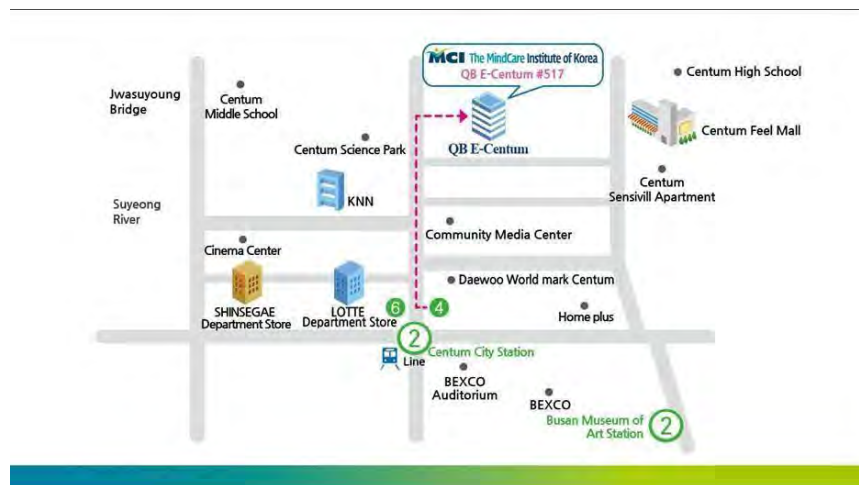 MCI The MindCare Institute of Korea
QB E-Centum #517
Centum High School
Jwasuyoung
Bridge
Centum
Middle School
Centum Science Park
QB E-Centum
Centum Feel Mall
Centum
Sensivill Apartment
KNN
Suyeong
River
Community Media Center
Cinema Center
Daewoo World mark Centum
SHINSEGAE
Department Store
LOTTE
Department Store
6
4
Home plus
2
Line
Centum City Station
BEXCO
Auditorium
BEXCO
Busan Museum of
Art Station
2